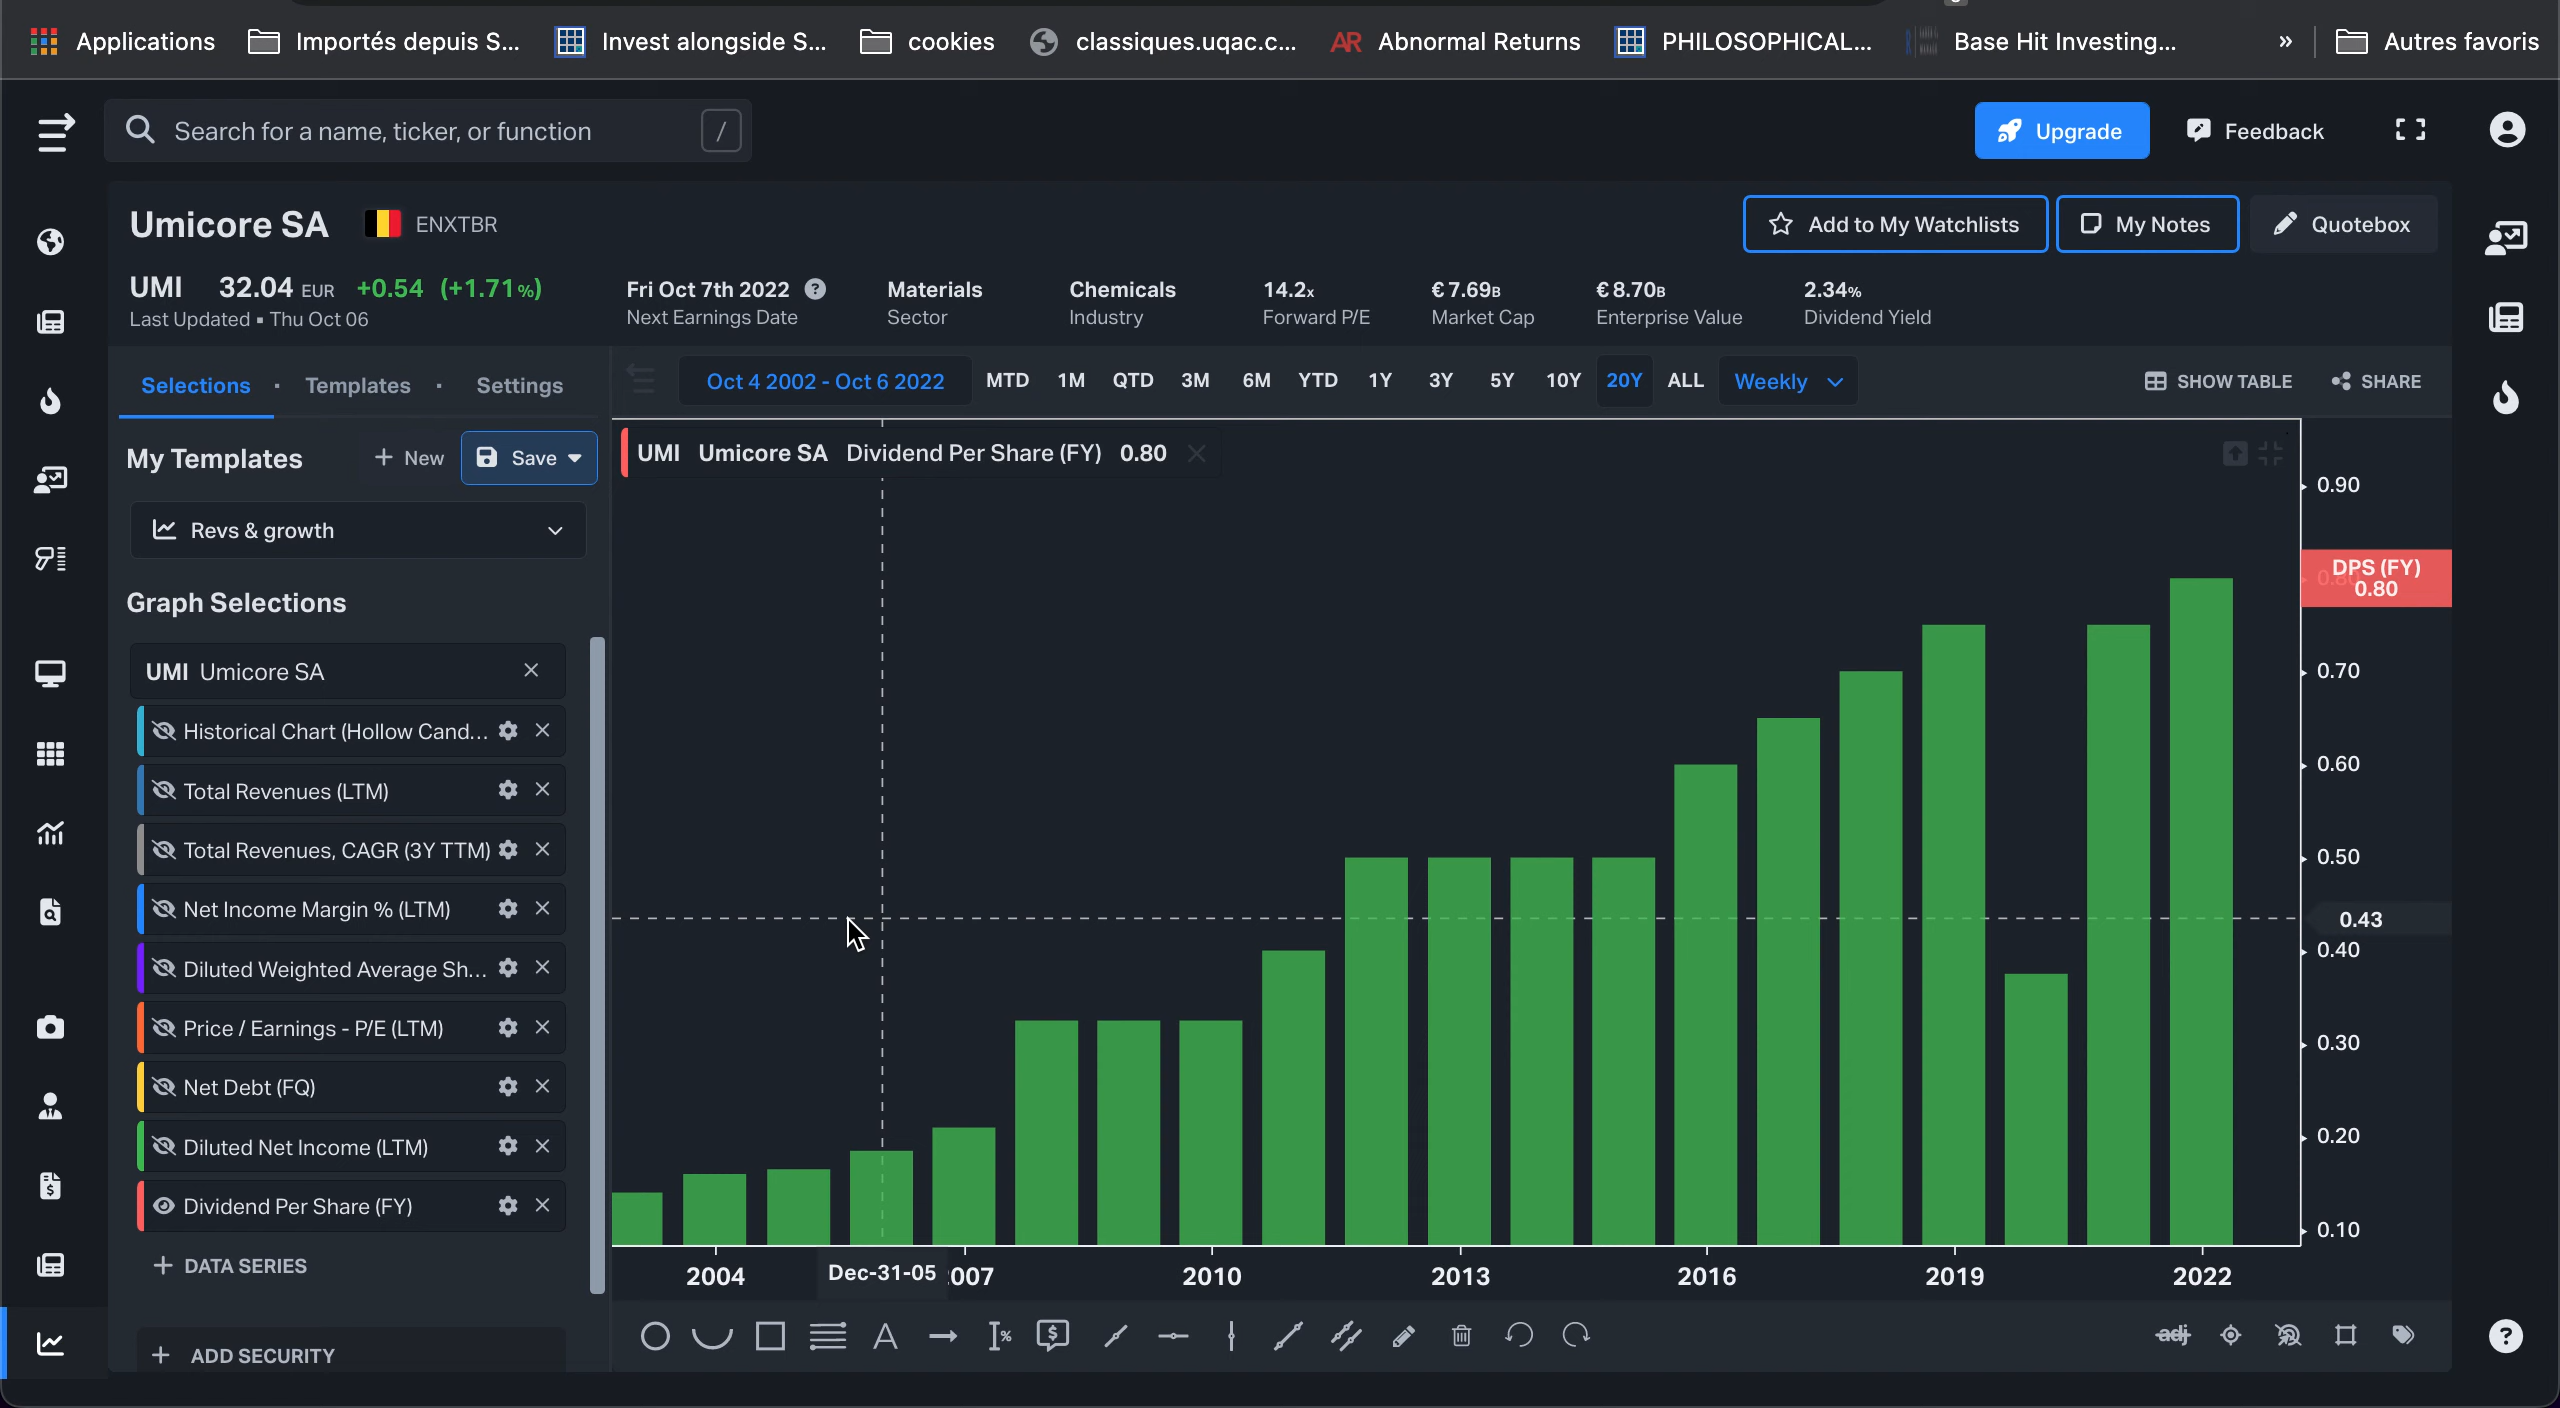 Applications Importés depuis S... Invest alongside S... cookies classiques.uqac.c... AR Abnormal Returns PHILOSOPHICAL... Base Hit Investing... » Autres favoris
Search for a name, ticker, or function / Upgrade Feedback
Umicore SA ENXTBR Add to My Watchlists My Notes Quotebox
UMI 32.04 EUR +0.54 (+1.71%) Fri Oct 7th 2022 Materials Chemicals 14.2x €7.69B €8.70B 2.34%
Last Updated ▪ Thu Oct 06 Next Earnings Date Sector Industry Forward P/E Market Cap Enterprise Value Dividend Yield
Selections · Templates · Settings Oct 4 2002 - Oct 6 2022 MTD 1M QTD 3M 6M YTD 1Y 3Y 5Y 10Y 20Y ALL Weekly SHOW TABLE SHARE
My Templates + New Save
Revs & growth
Graph Selections
UMI Umicore SA
Historical Chart (Hollow Cand...
Total Revenues (LTM)
Total Revenues, CAGR (3Y TTM)
Net Income Margin % (LTM)
Diluted Weighted Average Sh...
Price / Earnings - P/E (LTM)
Net Debt (FQ)
Diluted Net Income (LTM)
Dividend Per Share (FY)
+ DATA SERIES
+ ADD SECURITY
UMI Umicore SA Dividend Per Share (FY) 0.80
0.90
DPS (FY)
0.80
0.80
0.70
0.60
0.50
0.43
0.40
0.30
0.20
0.10
2004 Dec-31-05 007 2010 2013 2016 2019 2022
A % $ adj ?